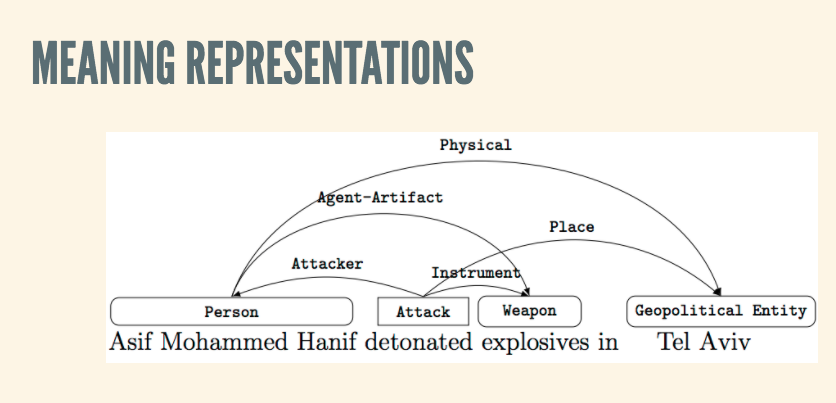 MEANING REPRESENTATIONS
Physical
Agent-Artifact
Place
Attacker
Instrument
Person Attack Weapon Geopolitical Entity
Asif Mohammed Hanif detonated explosives in Tel Aviv